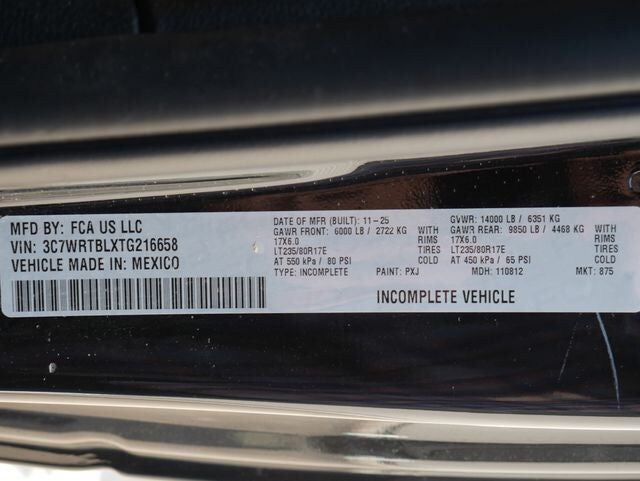 MFD BY: FCA US LLC
VIN: 3C7WRTBLXTG216658
VEHICLE MADE IN: MEXICO
DATE OF MFR (BUILT): 11-25
GAWR FRONT: 6000 LB / 2722 KG WITH
17X6.0 RIMS
LT235/80R17E TIRES
AT 550 kPa / 80 PSI COLD
GVWR: 14000 LB / 6351 KG
GAWR REAR: 9850 LB / 4468 KG WITH
17X6.0 RIMS
LT235/80R17E TIRES
AT 450 kPa / 65 PSI COLD
TYPE: INCOMPLETE PAINT: PXJ MDH: 110812 MKT: 875
INCOMPLETE VEHICLE